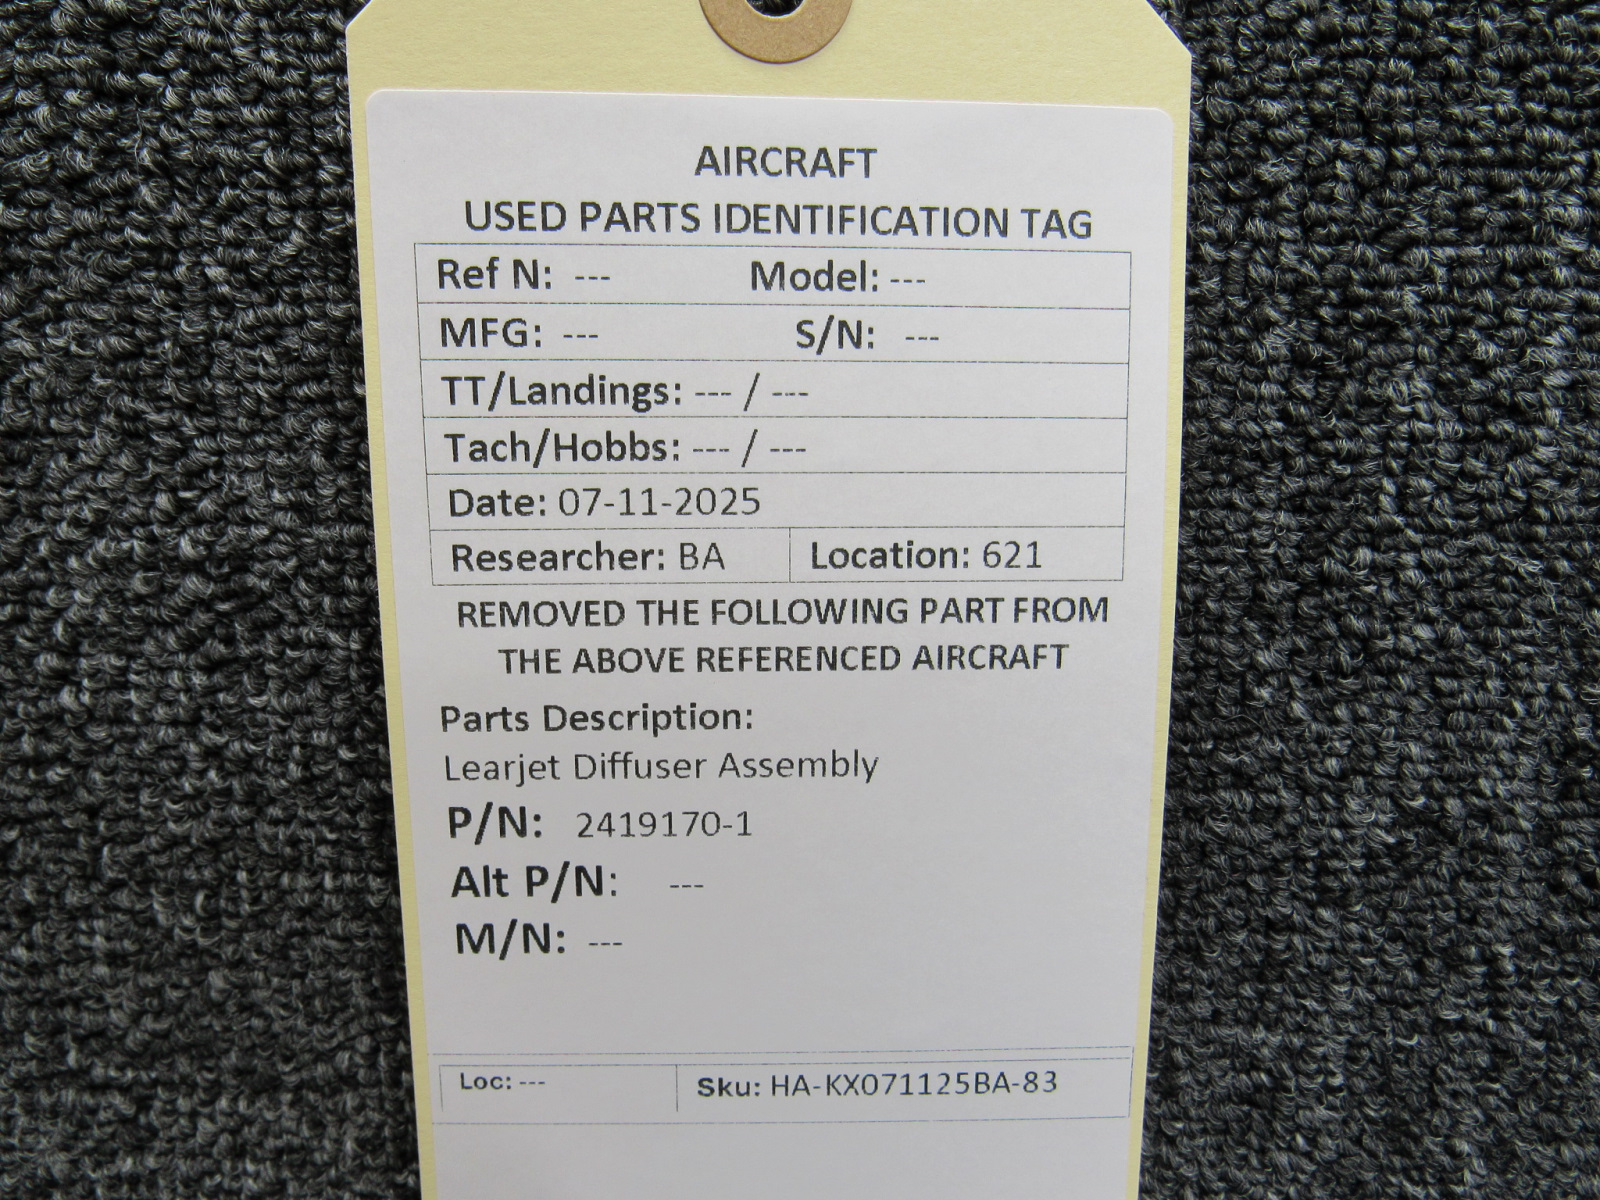 AIRCRAFT
USED PARTS IDENTIFICATION TAG
Ref N: --- Model: ---
MFG: --- S/N: ---
TT/Landings: --- / ---
Tach/Hobbs: --- / ---
Date: 07-11-2025
Researcher: BA Location: 621
REMOVED THE FOLLOWING PART FROM
THE ABOVE REFERENCED AIRCRAFT
Parts Description:
Learjet Diffuser Assembly
P/N: 2419170-1
Alt P/N: ---
M/N: ---
Loc: --- Sku: HA-KX071125BA-83